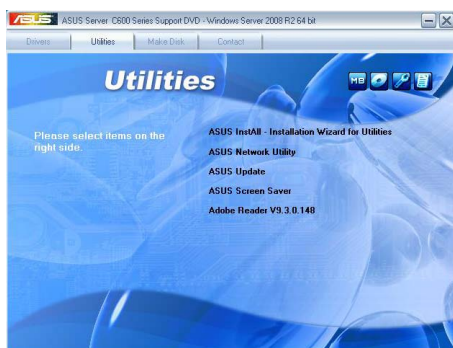 ASUS
ASUS Server C600 Series Support DVD - Windows Server 2008 R2 64 bit
Drivers
Utilities
Make Disk
Contact
Utilities
MB
Please select items on the
right side.
ASUS InstAll - Installation Wizard for Utilities
ASUS Network Utility
ASUS Update
ASUS Screen Saver
Adobe Reader V9.3.0.148